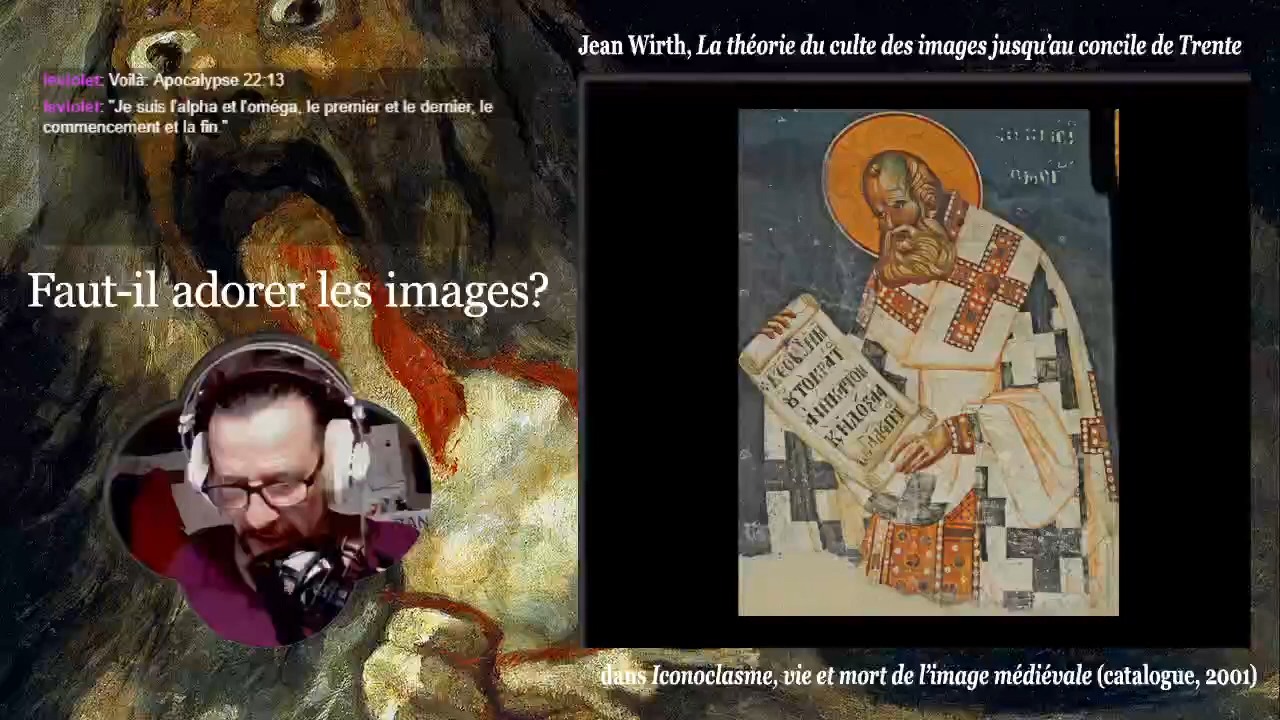 Jean Wirth, La théorie du culte des images jusqu'au concile de Trente
leviolet: Voilà: Apocalypse 22:13
leviolet: "Je suis l'alpha et l'oméga, le premier et le dernier, le
commencement et la fin."
Faut-il adorer les images?
dans Iconoclasme, vie et mort de l'image médiévale (catalogue, 2001)